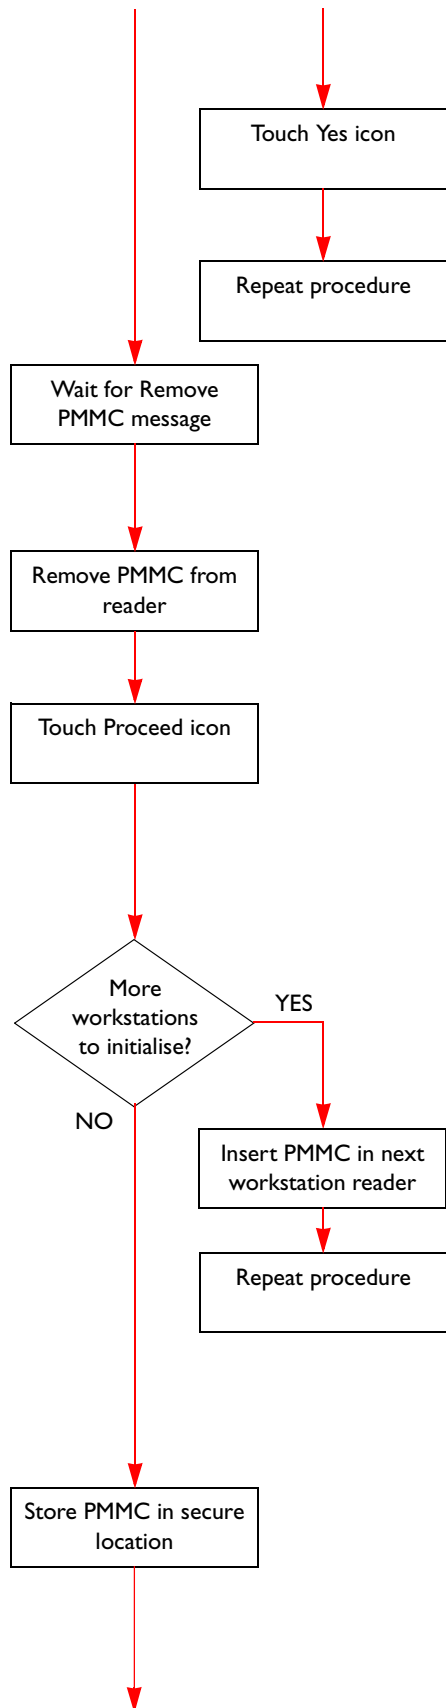 Touch Yes icon
Repeat procedure
Wait for Remove
PMMC message
Remove PMMC from
reader
Touch Proceed icon
More
workstations
to initialise?
YES
NO
Insert PMMC in next
workstation reader
Repeat procedure
Store PMMC in secure
location